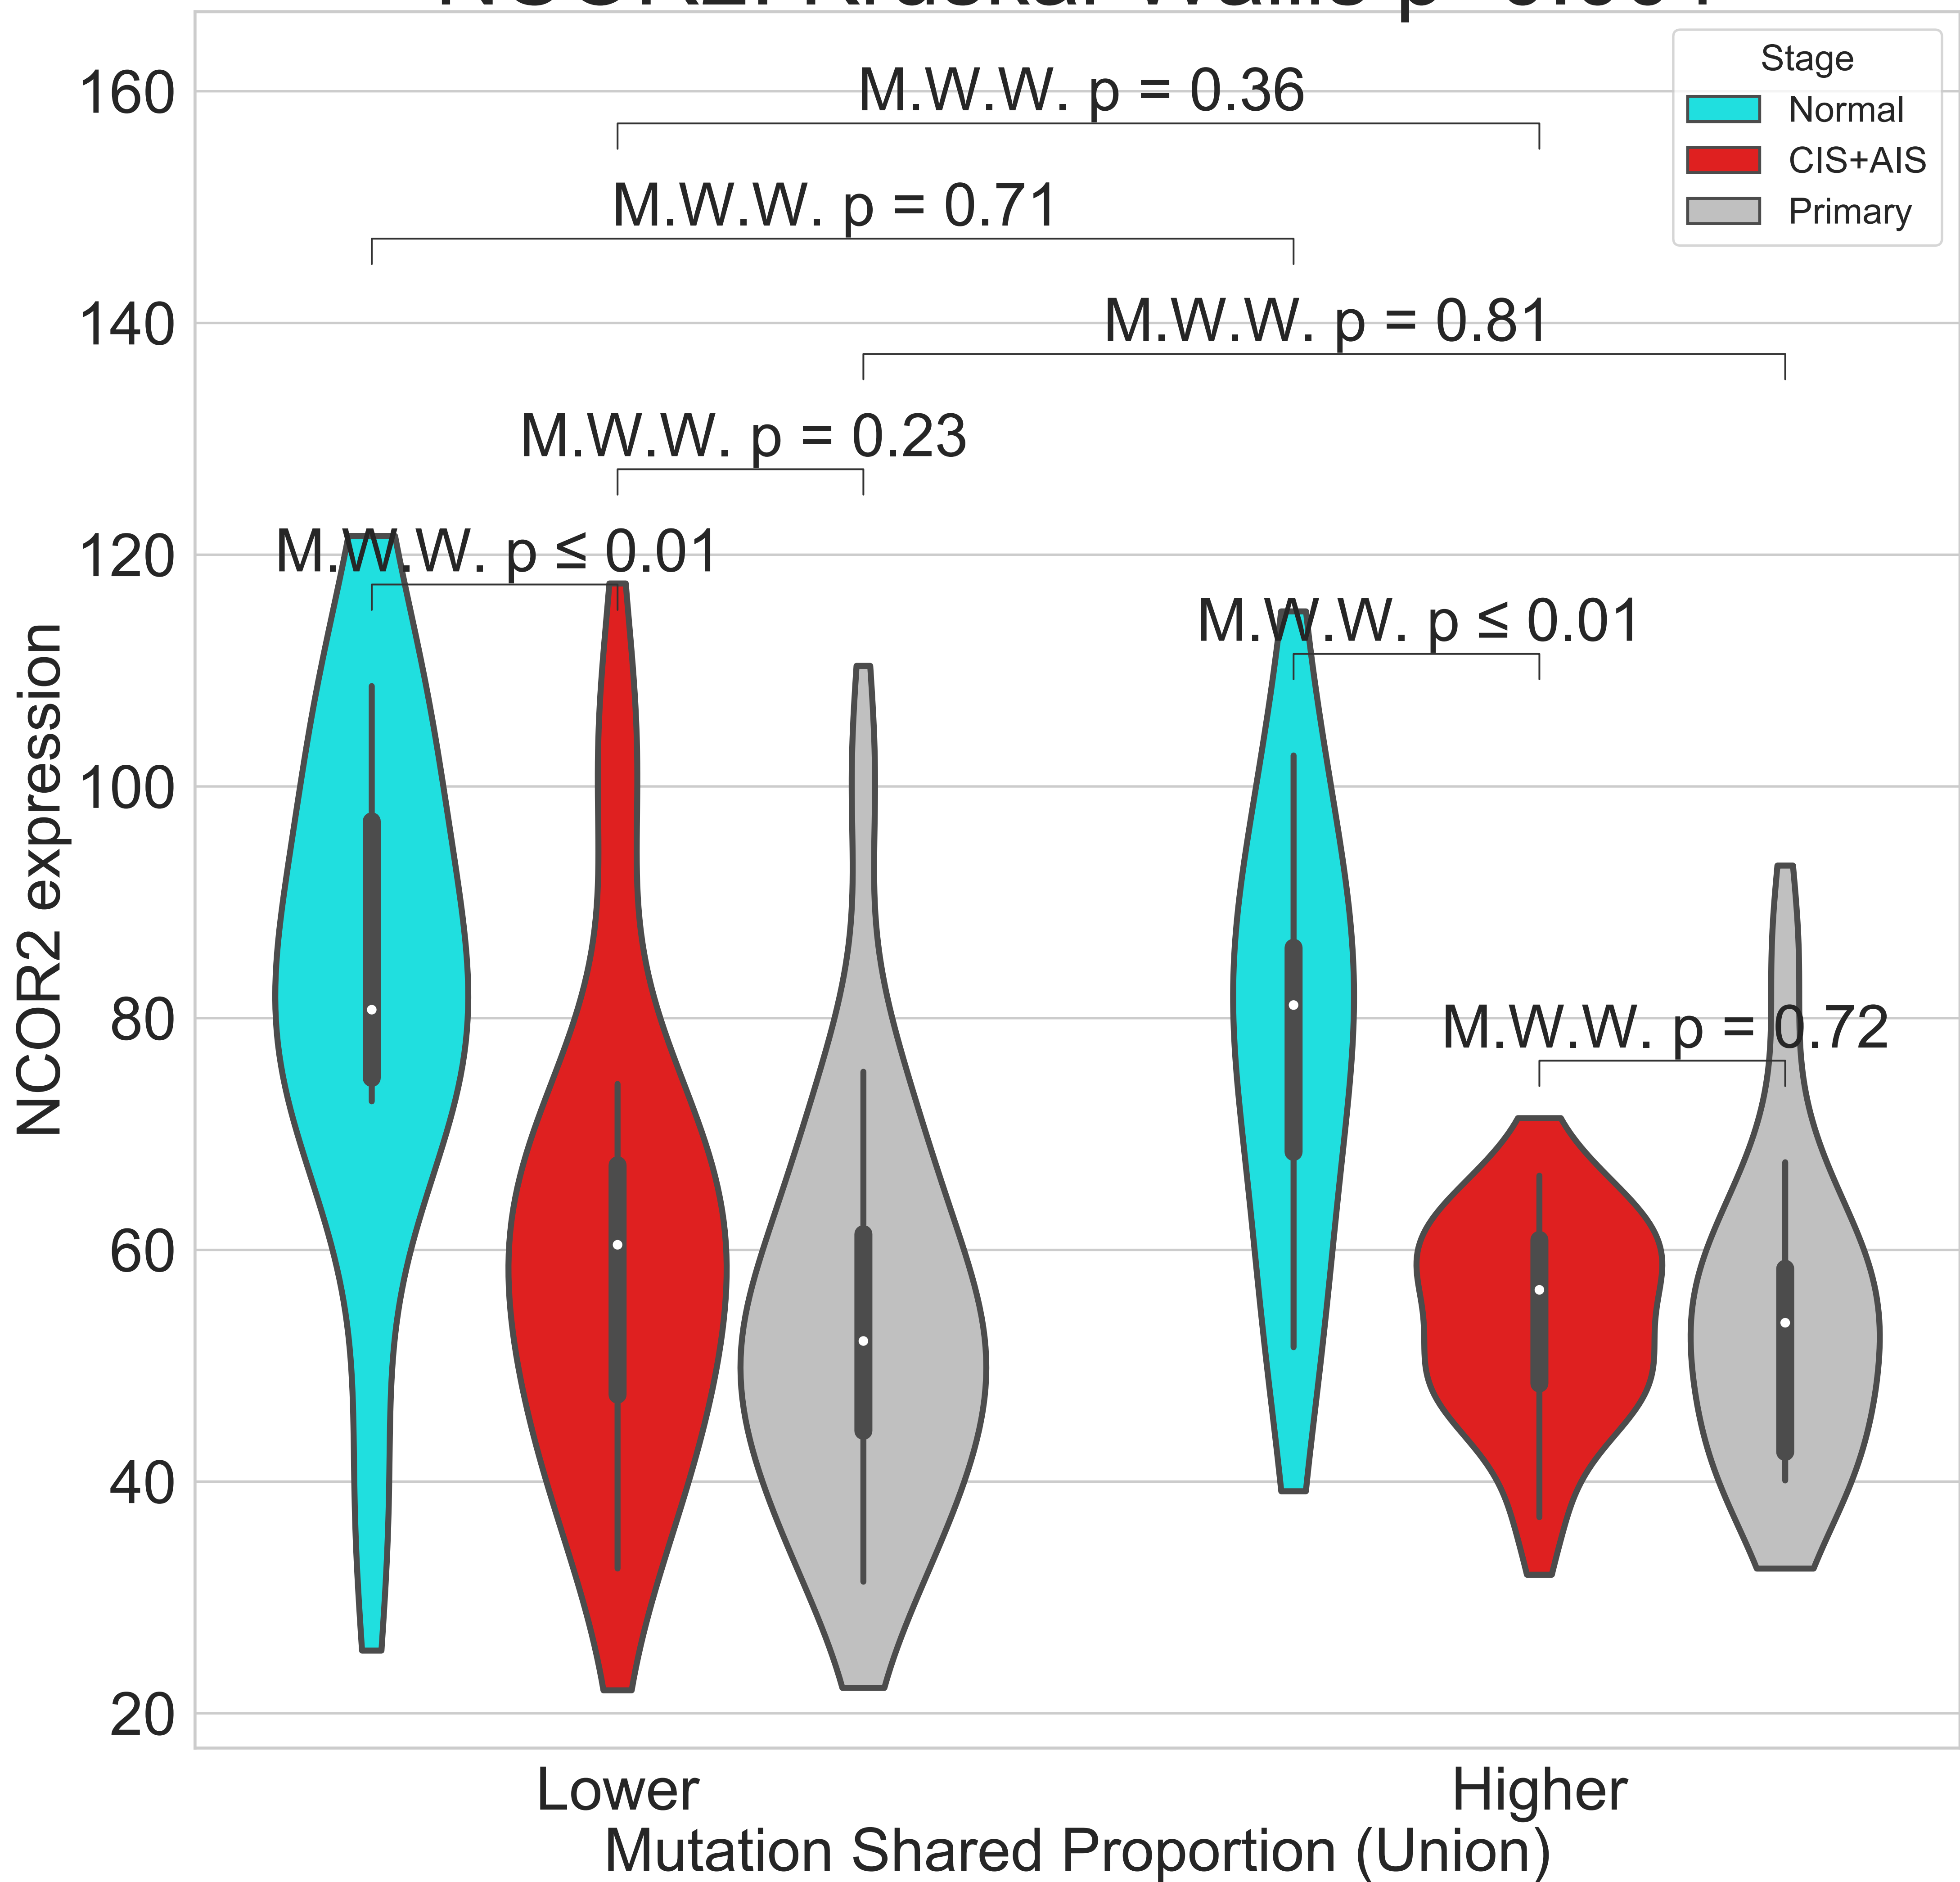 160
140
120
100
80
60
40
20
NCOR2 expression
Stage
Normal
CIS+AIS
Primary
M.W.W. p = 0.36
M.W.W. p = 0.71
M.W.W. p = 0.81
M.W.W. p = 0.23
M.W.W. p ≤ 0.01
M.W.W. p ≤ 0.01
M.W.W. p = 0.72
Lower
Higher
Mutation Shared Proportion (Union)